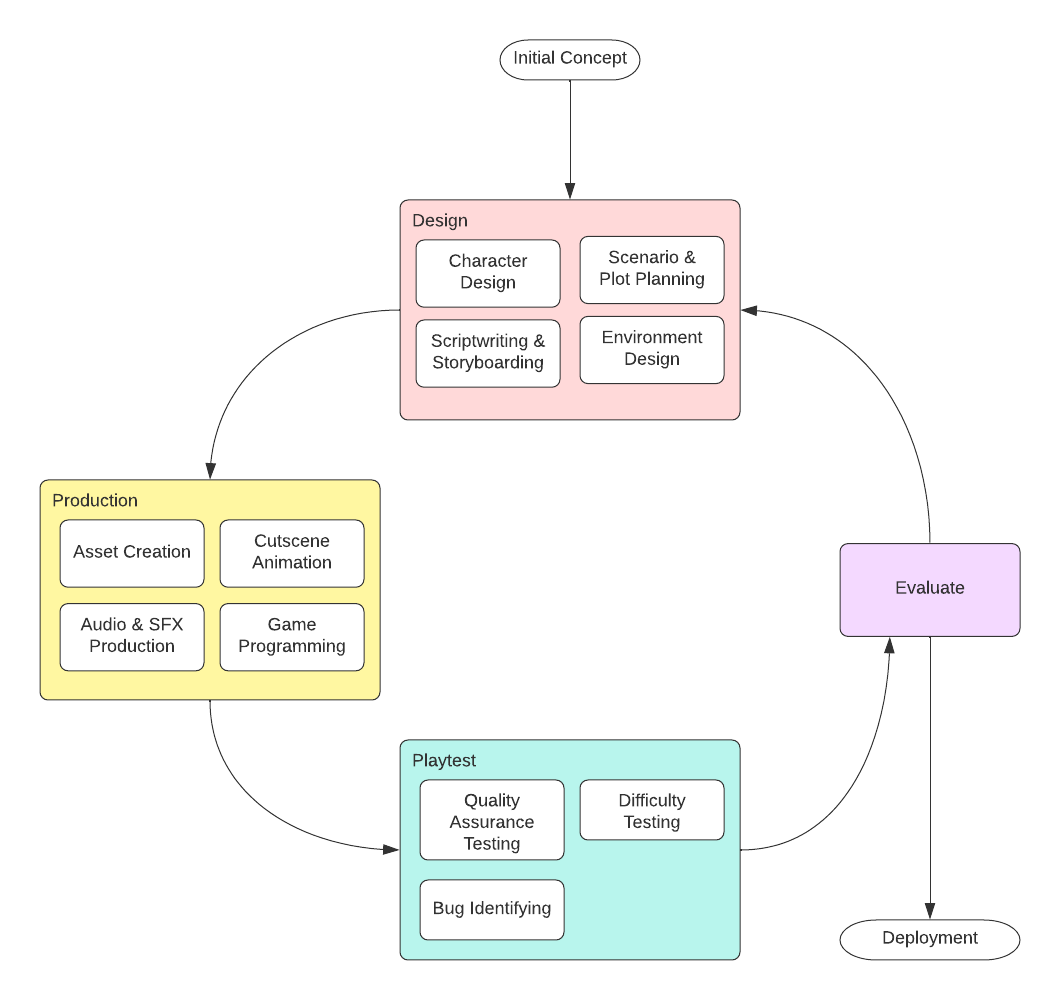 Initial Concept
Design
Character
Design
Scenario &
Plot Planning
Scriptwriting &
Storyboarding
Environment
Design
Production
Asset Creation
Cutscene
Animation
Audio & SFX
Production
Game
Programming
Evaluate
Playtest
Quality
Assurance
Testing
Difficulty
Testing
Bug Identifying
Deployment